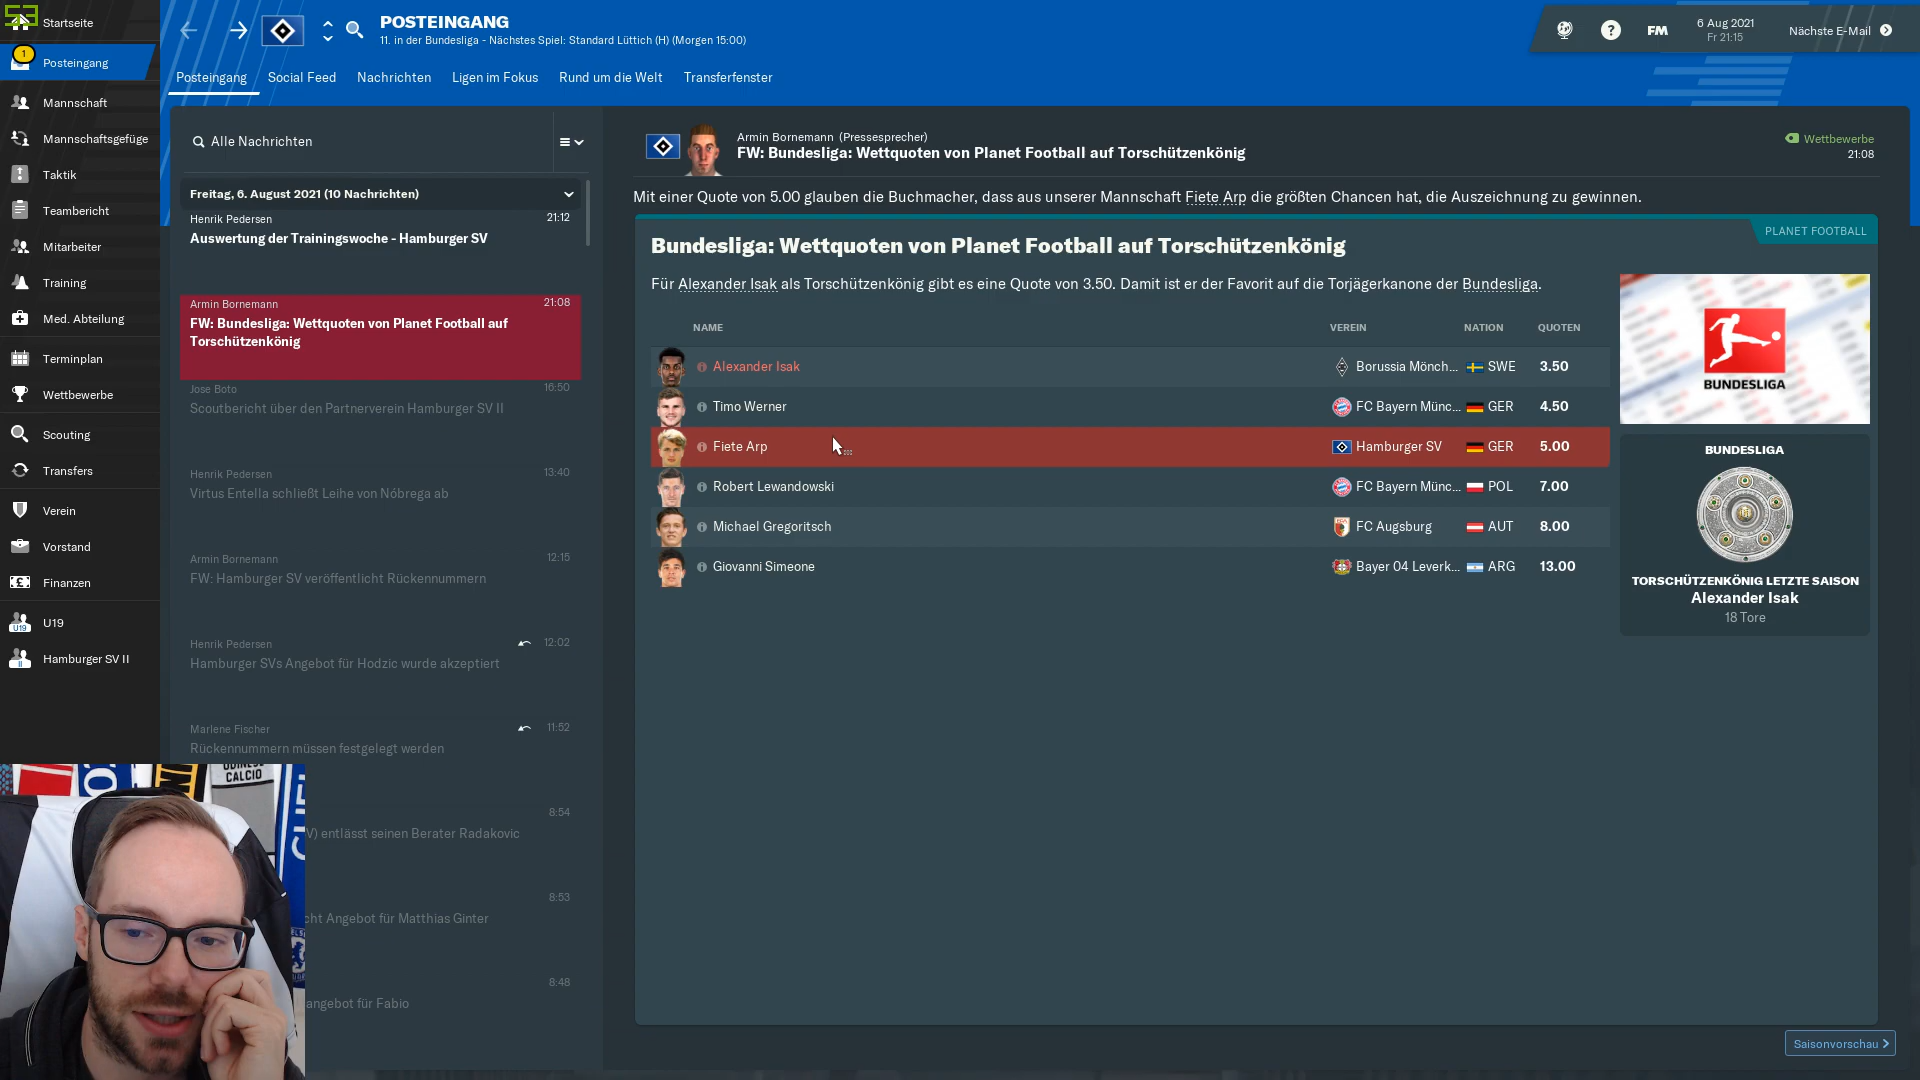 Startseite
1
Posteingang
Mannschaft
Mannschaftsgefüge
Taktik
Teambericht
Mitarbeiter
Training
Med. Abteilung
Terminplan
Wettbewerbe
Scouting
Transfers
Verein
Vorstand
Finanzen
U19
U19
II
Hamburger SV II
POSTEINGANG
11. in der Bundesliga - Nächstes Spiel: Standard Lüttich (H) (Morgen 15:00)
?
FM
6 Aug 2021
Fr 21:15
Nächste E-Mail
Posteingang
Social Feed
Nachrichten
Ligen im Fokus
Rund um die Welt
Transferfenster
Alle Nachrichten
Freitag, 6. August 2021 (10 Nachrichten)
Henrik Pedersen
21:12
Auswertung der Trainingswoche - Hamburger SV
Armin Bornemann
21:08
FW: Bundesliga: Wettquoten von Planet Football auf
Torschützenkönig
Jose Boto
16:50
Scoutbericht über den Partnerverein Hamburger SV II
Henrik Pedersen
13:40
Virtus Entella schließt Leihe von Nóbrega ab
Armin Bornemann
12:15
FW: Hamburger SV veröffentlicht Rückennummern
Henrik Pedersen
12:02
Hamburger SVs Angebot für Hodzic wurde akzeptiert
Marlene Fischer
11:52
Rückennummern müssen festgelegt werden
8:54
V) entlässt seinen Berater Radakovic
8:53
cht Angebot für Matthias Ginter
8:48
angebot für Fabio
UDINESE
CALCIO
Armin Bornemann (Pressesprecher)
FW: Bundesliga: Wettquoten von Planet Football auf Torschützenkönig
Wettbewerbe
21:08
Mit einer Quote von 5.00 glauben die Buchmacher, dass aus unserer Mannschaft Fiete Arp die größten Chancen hat, die Auszeichnung zu gewinnen.
PLANET FOOTBALL
Bundesliga: Wettquoten von Planet Football auf Torschützenkönig
Für Alexander Isak als Torschützenkönig gibt es eine Quote von 3.50. Damit ist er der Favorit auf die Torjägerkanone der Bundesliga.
NAME VEREIN NATION QUOTEN
Alexander Isak Borussia Mönch... SWE 3.50
Timo Werner FC Bayern Münc... GER 4.50
Fiete Arp Hamburger SV GER 5.00
Robert Lewandowski FC Bayern Münc... POL 7.00
Michael Gregoritsch FC Augsburg AUT 8.00
Giovanni Simeone Bayer 04 Leverk... ARG 13.00
BUNDESLIGA
BUNDESLIGA
TORSCHÜTZENKÖNIG LETZTE SAISON
Alexander Isak
18 Tore
Saisonvorschau